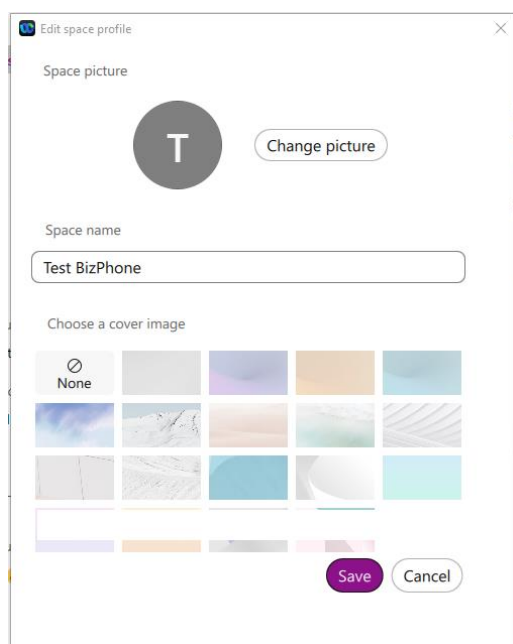 Edit space profile
Space picture
T
Change picture
Space name
Test BizPhone
Choose a cover image
None
Save
Cancel